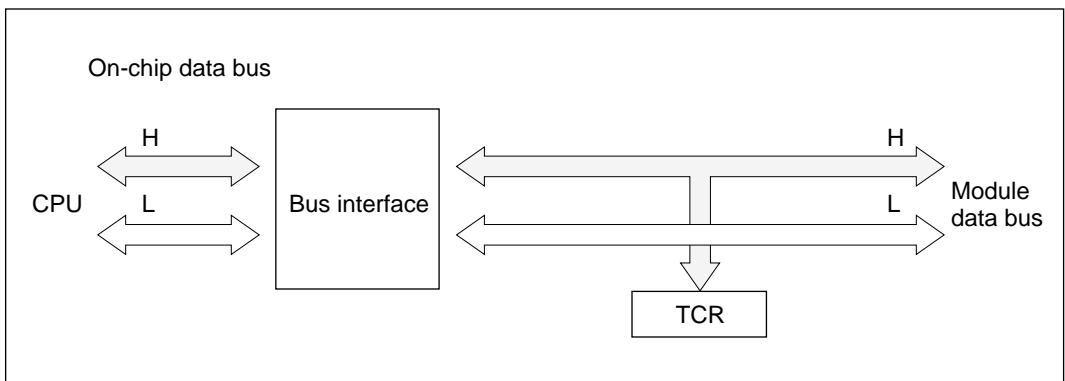 On-chip data bus
H
H
CPU
L
Bus interface
L
Module
data bus
TCR